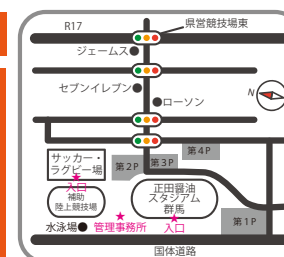 R17
県営競技場東
ジェームス
セブンイレブン
ローソン
N
サッカー・
ラグビー場
入口
補助
陸上競技場
第2P
第3P
第4P
正田醤油
スタジアム
群馬
入口
第1P
水泳場
管理事務所
国体道路